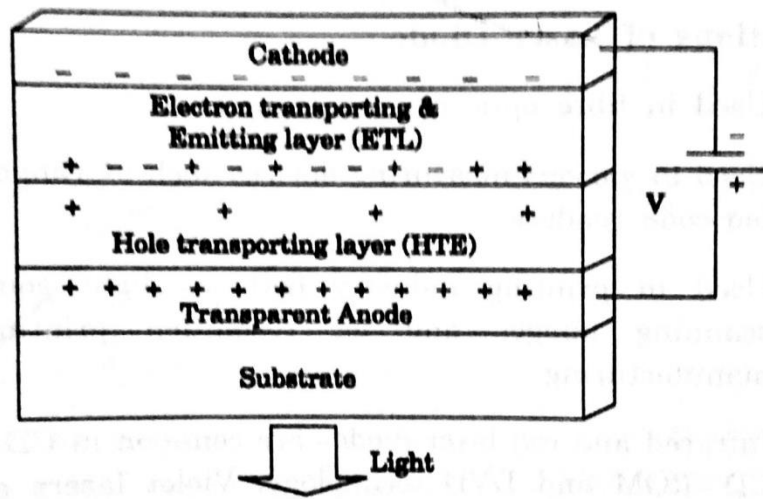 Cathode
Electron transporting &
Emitting layer (ETL)
V
Hole transporting layer (HTE)
Transparent Anode
Substrate
Light